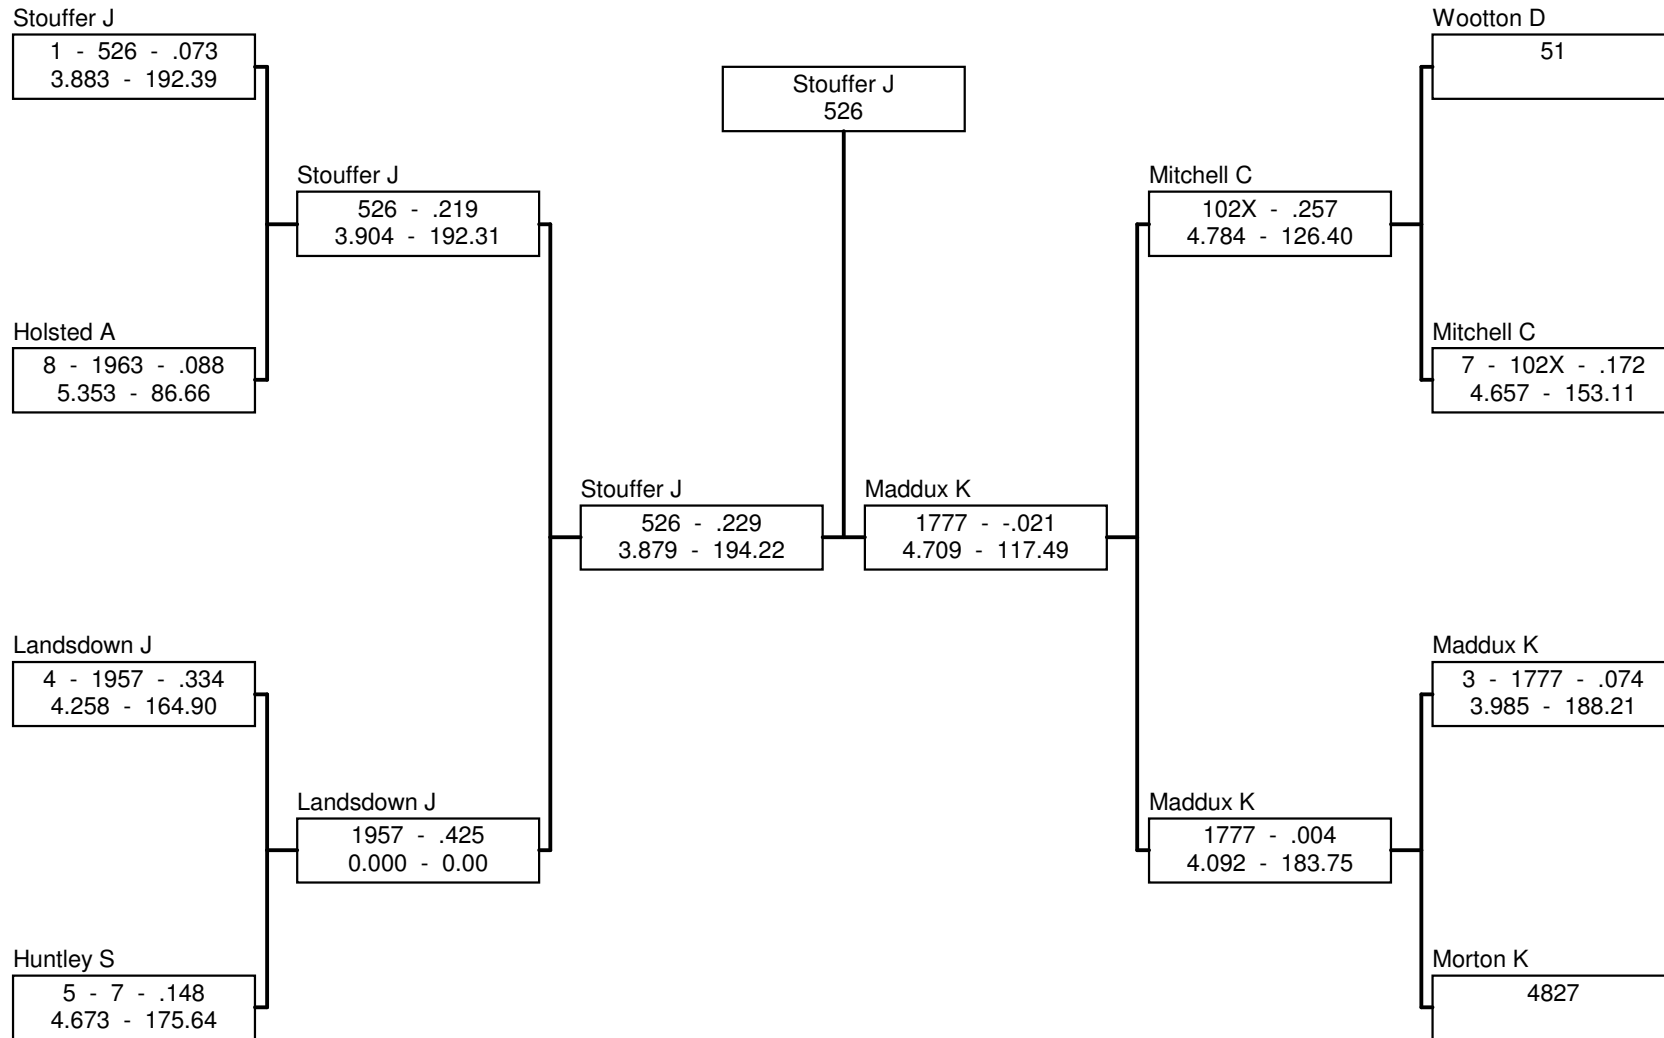 Stouffer J
1 - 526 - .073
3.883 - 192.39
Holsted A
8 - 1963 - .088
5.353 - 86.66
Landsdown J
4 - 1957 - .334
4.258 - 164.90
Huntley S
5 - 7 - .148
4.673 - 175.64
Stouffer J
526 - .219
3.904 - 192.31
Landsdown J
1957 - .425
0.000 - 0.00
Stouffer J
526 - .229
3.879 - 194.22
Stouffer J
526
Maddux K
1777 - -.021
4.709 - 117.49
Mitchell C
102X - .257
4.784 - 126.40
Maddux K
1777 - .004
4.092 - 183.75
Wootton D
51
Mitchell C
7 - 102X - .172
4.657 - 153.11
Maddux K
3 - 1777 - .074
3.985 - 188.21
Morton K
4827